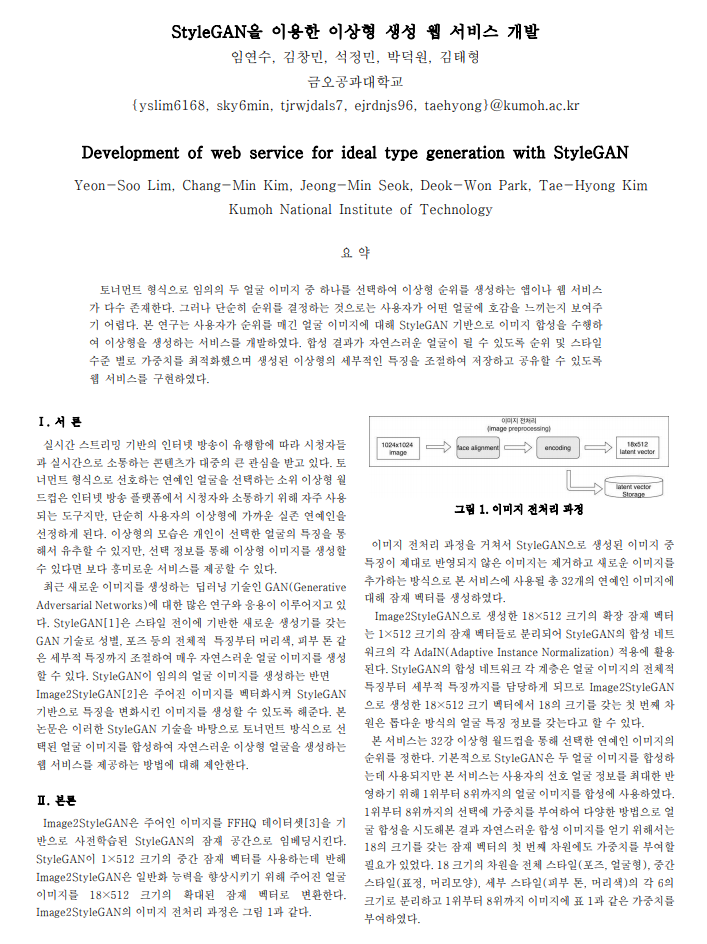 StyleGAN을 이용한 이상형 생성 웹 서비스 개발
임연수, 김창민, 석정민, 박덕원, 김태형
금오공과대학교
{yslim6168, sky6min, tjrwjdals7, ejrdnjs96, taehyong}@kumoh.ac.kr
Development of web service for ideal type generation with StyleGAN
Yeon-Soo Lim, Chang-Min Kim, Jeong-Min Seok, Deok-Won Park, Tae-Hyong Kim
Kumoh National Institute of Technology
요 약
토너먼트 형식으로 임의의 두 얼굴 이미지 중 하나를 선택하여 이상형 순위를 생성하는 앱이나 웹 서비스
가 다수 존재한다. 그러나 단순히 순위를 결정하는 것으로는 사용자가 어떤 얼굴에 호감을 느끼는지 보여주
기 어렵다. 본 연구는 사용자가 순위를 매긴 얼굴 이미지에 대해 StyleGAN 기반으로 이미지 합성을 수행하
여 이상형을 생성하는 서비스를 개발하였다. 합성 결과가 자연스러운 얼굴이 될 수 있도록 순위 및 스타일
수준 별로 가중치를 최적화했으며 생성된 이상형의 세부적인 특징을 조절하여 저장하고 공유할 수 있도록
웹 서비스를 구현하였다.
Ⅰ. 서 론
실시간 스트리밍 기반의 인터넷 방송이 유행함에 따라 시청자들
과 실시간으로 소통하는 콘텐츠가 대중의 큰 관심을 받고 있다. 토
너먼트 형식으로 선호하는 연예인 얼굴을 선택하는 소위 이상형 월
드컵은 인터넷 방송 플랫폼에서 시청자와 소통하기 위해 자주 사용
되는 도구지만, 단순히 사용자의 이상형에 가까운 실존 연예인을
선정하게 된다. 이상형의 모습은 개인이 선택한 얼굴의 특징을 통
해서 유추할 수 있지만, 선택 정보를 통해 이상형 이미지를 생성할
수 있다면 보다 흥미로운 서비스를 제공할 수 있다.
최근 새로운 이미지를 생성하는 딥러닝 기술인 GAN(Generative
Adversarial Networks)에 대한 많은 연구와 응용이 이루어지고 있
다. StyleGAN[1]은 스타일 전이에 기반한 새로운 생성기를 갖는
GAN 기술로 성별, 포즈 등의 전체적 특징부터 머리색, 피부 톤 같
은 세부적 특징까지 조절하여 매우 자연스러운 얼굴 이미지를 생성
할 수 있다. StyleGAN이 임의의 얼굴 이미지를 생성하는 반면
Image2StyleGAN[2]은 주어진 이미지를 벡터화시켜 StyleGAN
기반으로 특징을 변화시킨 이미지를 생성할 수 있도록 해준다. 본
논문은 이러한 StyleGAN 기술을 바탕으로 토너먼트 방식으로 선
택된 얼굴 이미지를 합성하여 자연스러운 이상형 얼굴을 생성하는
웹 서비스를 제공하는 방법에 대해 제안한다.
Ⅱ. 본론
Image2StyleGAN은 주어진 이미지를 FFHQ 데이터셋[3]을 기
반으로 사전학습된 StyleGAN의 잠재 공간으로 임베딩시킨다.
StyleGAN이 1×512 크기의 중간 잠재 벡터를 사용하는데 반해
Image2StyleGAN은 일반화 능력을 향상시키기 위해 주어진 얼굴
이미지를 18×512 크기의 확대된 잠재 벡터로 변환한다.
Image2StyleGAN의 이미지 전처리 과정은 그림 1과 같다.
이미지 전처리
(image preprocessing)
1024x1024
image
face alignment
encoding
18x512
latent vector
latent vector
Storage
그림 1. 이미지 전처리 과정
이미지 전처리 과정을 거쳐서 StyleGAN으로 생성된 이미지 중
특징이 제대로 반영되지 않은 이미지는 제거하고 새로운 이미지를
추가하는 방식으로 본 서비스에 사용될 총 32개의 연예인 이미지에
대해 잠재 벡터를 생성하였다.
Image2StyleGAN으로 생성한 18×512 크기의 확장 잠재 벡터
는 1×512 크기의 잠재 벡터들로 분리되어 StyleGAN의 합성 네트
워크의 각 AdaIN(Adaptive Instance Normalization) 적용에 활용
된다. StyleGAN의 합성 네트워크 각 계층은 얼굴 이미지의 전체적
특징부터 세부적 특징까지를 담당하게 되므로 Image2StyleGAN
으로 생성한 18×512 크기 벡터에서 18의 크기를 갖는 첫 번째 차
원은 톱다운 방식의 얼굴 특징 정보를 갖는다고 할 수 있다.
본 서비스는 32강 이상형 월드컵을 통해 선택한 연예인 이미지의
순위를 정한다. 기본적으로 StyleGAN은 두 얼굴 이미지를 합성하
는데 사용되지만 본 서비스는 사용자의 선호 얼굴 정보를 최대한 반
영하기 위해 1위부터 8위까지의 얼굴 이미지를 합성에 사용하였다.
1위부터 8위까지의 선택에 가중치를 부여하여 다양한 방법으로 얼
굴 합성을 시도해본 결과 자연스러운 합성 이미지를 얻기 위해서는
18의 크기를 갖는 잠재 벡터의 첫 번째 차원에도 가중치를 부여할
필요가 있었다. 18 크기의 차원을 전체 스타일(포즈, 얼굴형), 중간
스타일(표정, 머리모양), 세부 스타일(피부 톤, 머리색)의 각 6의
크기로 분리하고 1위부터 8위까지 이미지에 표 1과 같은 가중치를
부여하였다.